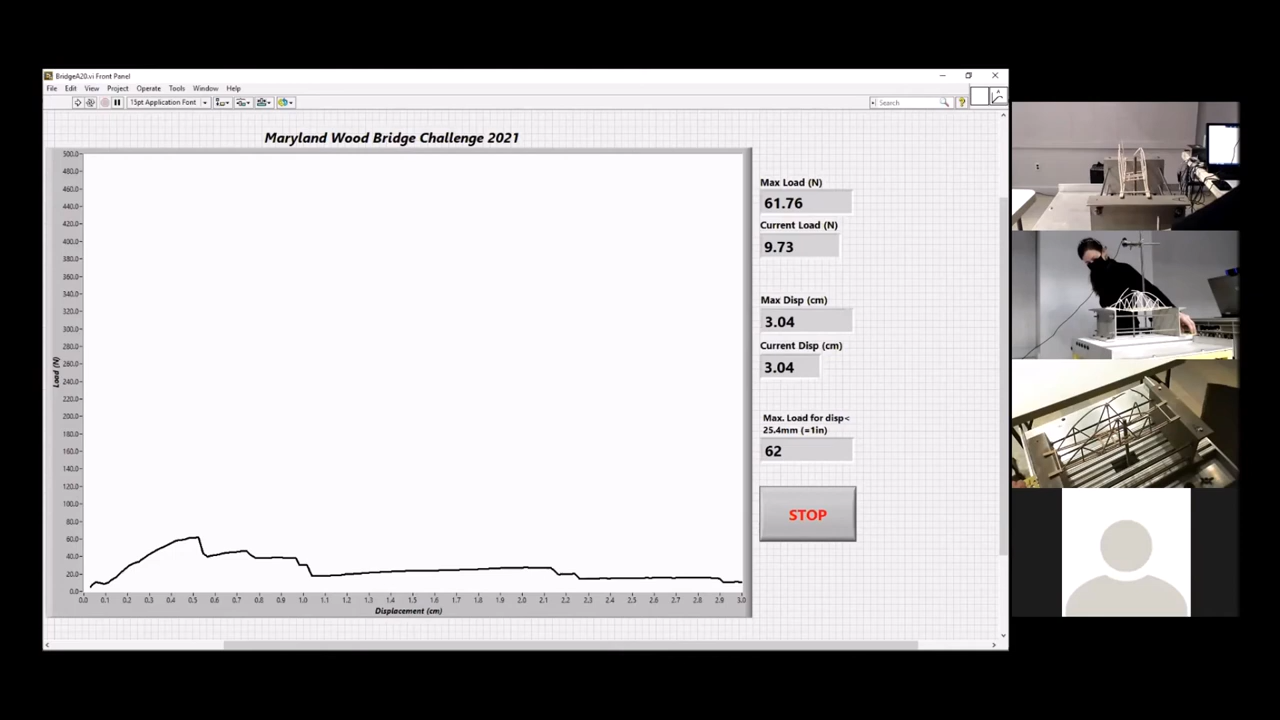 BridgeA20.vi Front Panel
File Edit View Project Operate Tools Window Help
15pt Application Font
Search
?
Maryland Wood Bridge Challenge 2021
500.0
480.0
460.0
440.0
420.0
400.0
380.0
360.0
340.0
320.0
300.0
280.0
260.0
240.0
220.0
200.0
180.0
160.0
140.0
120.0
100.0
80.0
60.0
40.0
20.0
0.0
Load (N)
0.0 0.1 0.2 0.3 0.4 0.5 0.6 0.7 0.8 0.9 1.0 1.1 1.2 1.3 1.4 1.5 1.6 1.7 1.8 1.9 2.0 2.1 2.2 2.3 2.4 2.5 2.6 2.7 2.8 2.9 3.0
Displacement (cm)
Max Load (N)
61.76
Current Load (N)
9.73
Max Disp (cm)
3.04
Current Disp (cm)
3.04
Max. Load for disp<
25.4mm (=1in)
62
STOP